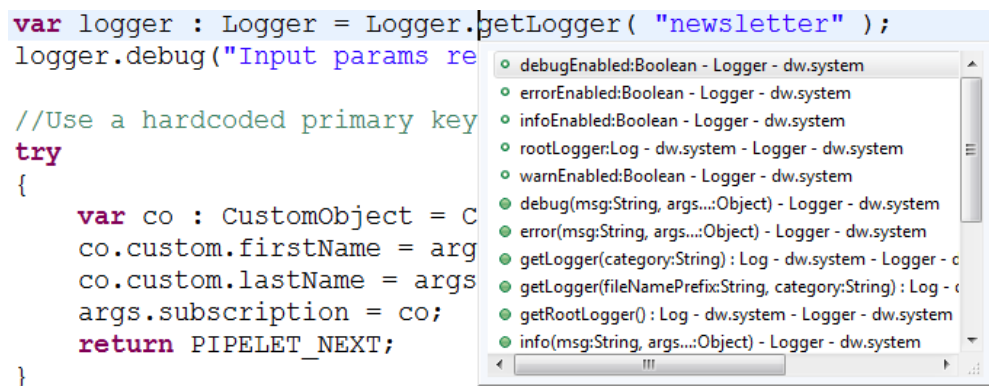 var logger : Logger = Logger.getLogger( "newsletter" );
logger.debug("Input params re
debugEnabled:Boolean - Logger - dw.system
errorEnabled:Boolean - Logger - dw.system
//Use a hardcoded primary key
infoEnabled:Boolean - Logger - dw.system
try
rootLogger:Log - dw.system - Logger - dw.system
{
warnEnabled:Boolean - Logger - dw.system
var co : CustomObject = C
debug(msg:String, args...:Object) - Logger - dw.system
co.custom.firstName = arg
error(msg:String, args...:Object) - Logger - dw.system
co.custom.lastName = args
getLogger(category:String) : Log - dw.system - Logger - d
getLogger(fileNamePrefix:String, category:String) : Log - d
args.subscription = co;
getRootLogger() : Log - dw.system - Logger - dw.system
return PIPELET_NEXT;
info(msg:String, args...:Object) - Logger - dw.system
}